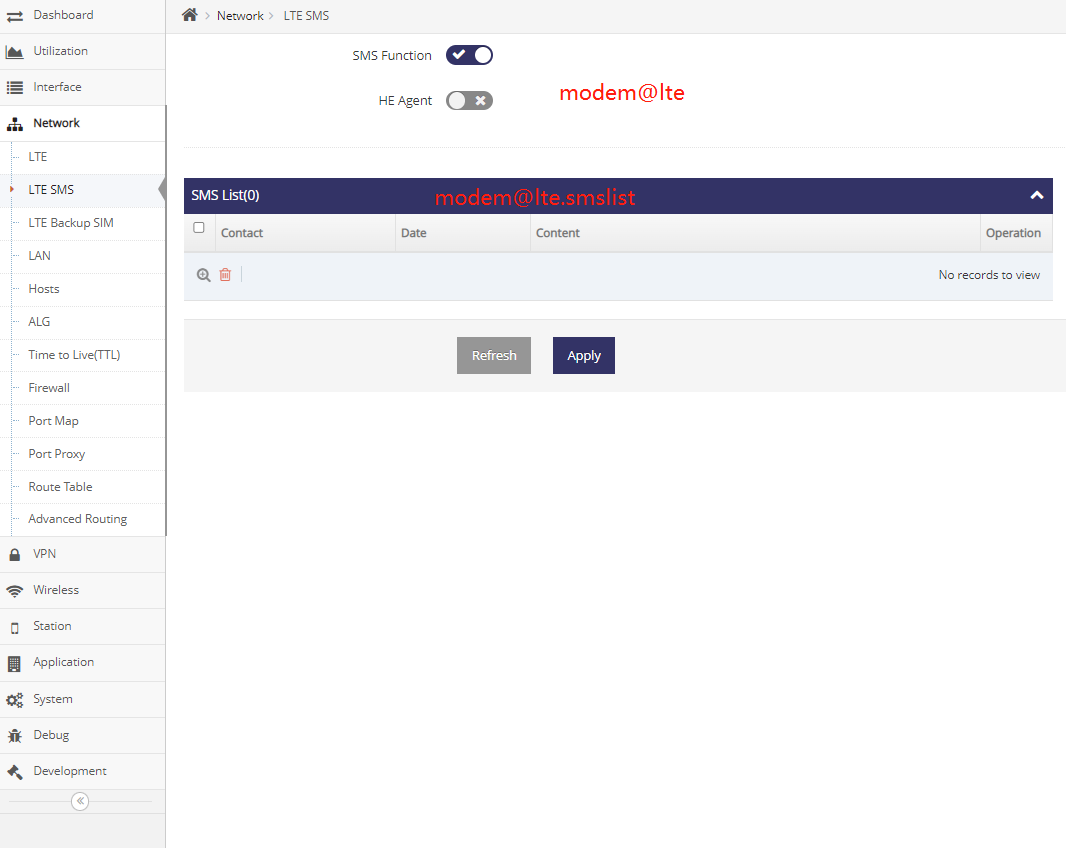 Dashboard
Utilization
Interface
Network
LTE
LTE SMS
LTE Backup SIM
LAN
Hosts
ALG
Time to Live(TTL)
Firewall
Port Map
Port Proxy
Route Table
Advanced Routing
VPN
Wireless
Station
Application
System
Debug
Development
Network LTE SMS
SMS Function
HE Agent
modem@lte
SMS List(0)
modem@lte.smslist
Contact Date Content Operation
No records to view
Refresh Apply